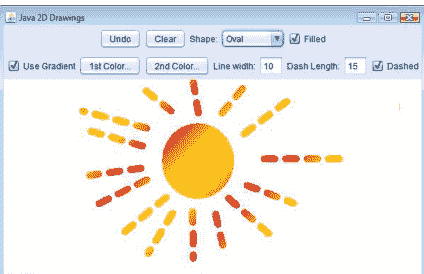 Java 2D Drawings
Undo Clear Shape: Oval Filled
Use Gradient 1st Color... 2nd Color... Line width: 10 Dash Length: 15 Dashed